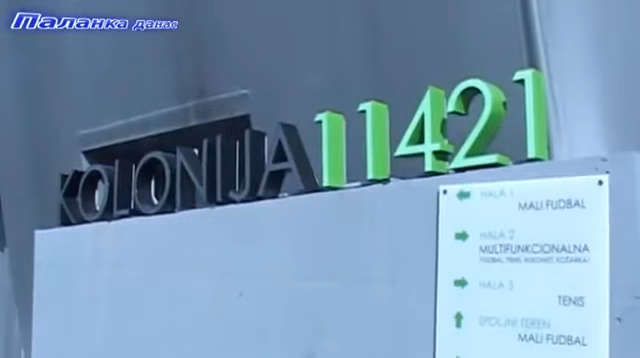 Паланка данас
KOLONIJA 11421
HALA 1
MALI FUDBAL
HALA 2
MULTIFUNKCIONALNA
HALA 3
TENIS
SPOLJNI TEREN
MALI FUDBAL